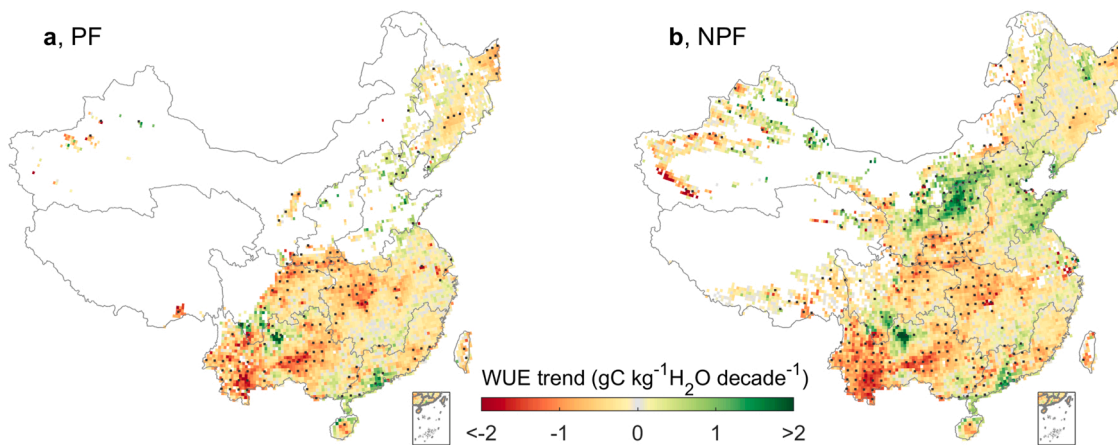 a, PF
b, NPF
WUE trend (gC kg⁻¹H₂O decade⁻¹)
<-2 -1 0 1 >2